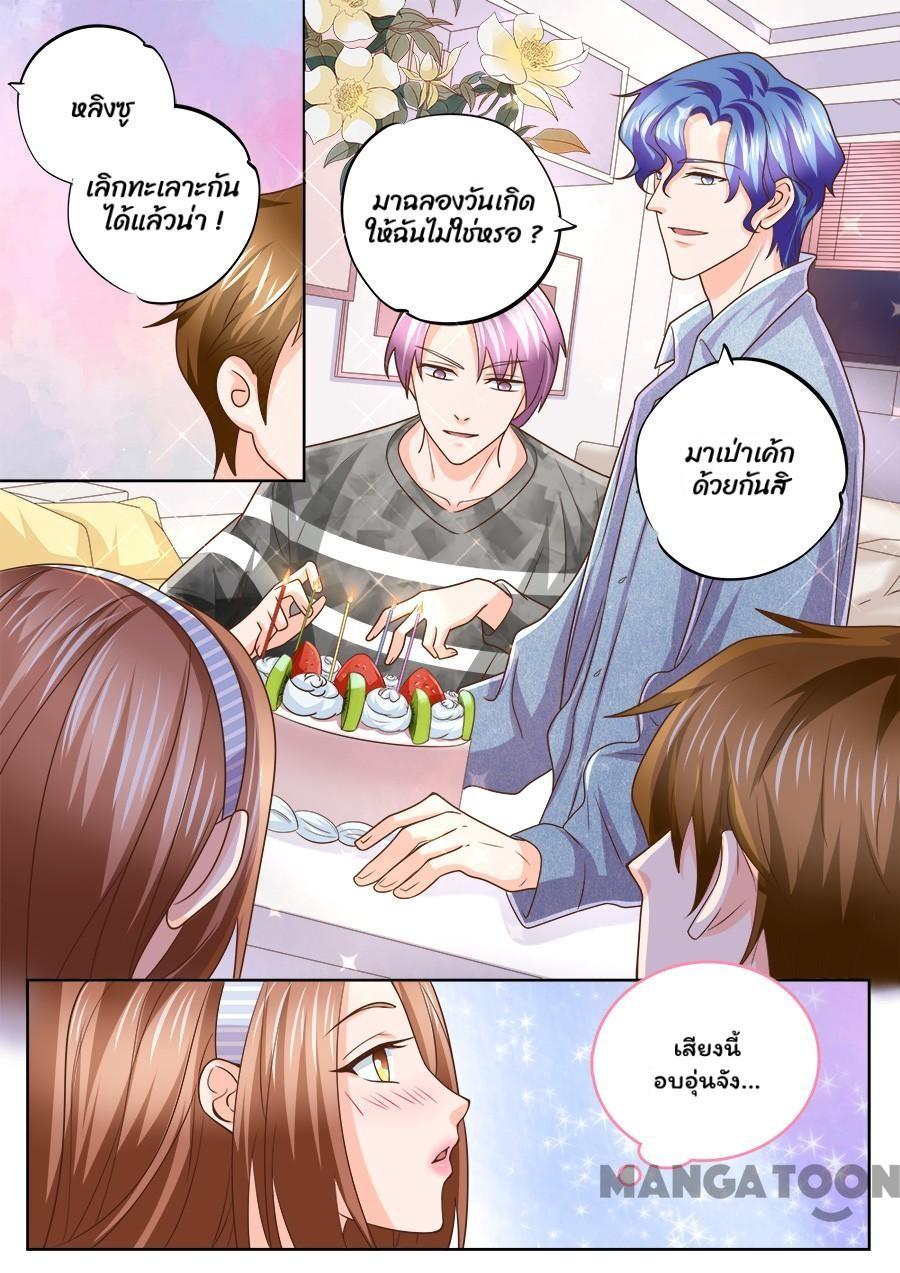 หลิงซู
เลิกทะเลาะกัน
ได้แล้วน่า !
มาฉลองวันเกิด
ให้ฉันไม่ใช่หรอ ?
มาเป่าเค้ก
ด้วยกันสิ
เสียงนี้
อบอุ่นจัง...
MANGATOON